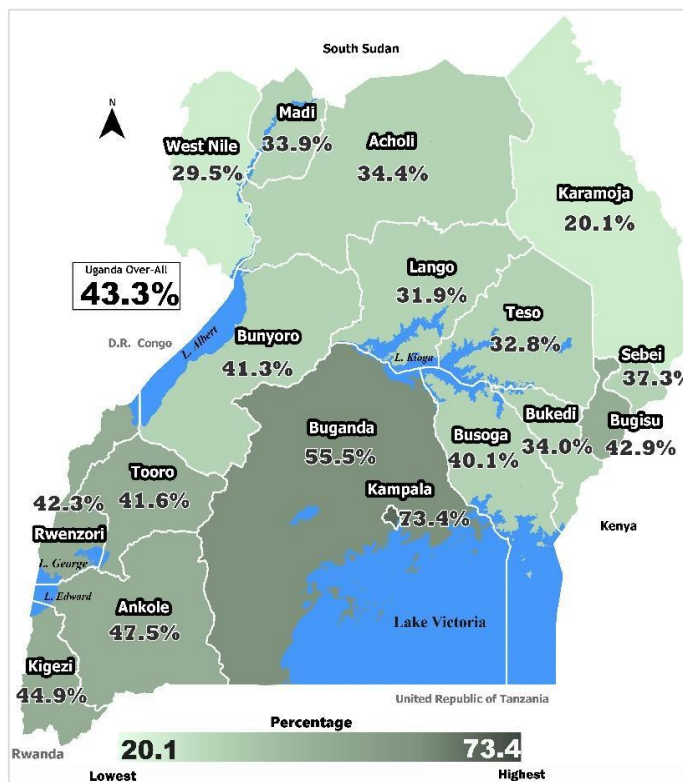 South Sudan
N
Madi
33.9%
West Nile
29.5%
Acholi
34.4%
Karamoja
20.1%
Uganda Over-All
43.3%
Lango
31.9%
Teso
32.8%
D.R. Congo
L. Albert
Bunyoro
41.3%
L. Kioga
Sebei
37.3%
Buganda
55.5%
Busoga
40.1%
Bukedi
34.0%
Bugisu
42.9%
Tooro
41.6%
42.3%
Rwenzori
Kampala
73.4%
Kenya
L. George
L. Edward
Ankole
47.5%
Lake Victoria
Kigezi
44.9%
United Republic of Tanzania
Rwanda
Percentage
20.1
73.4
Lowest
Highest